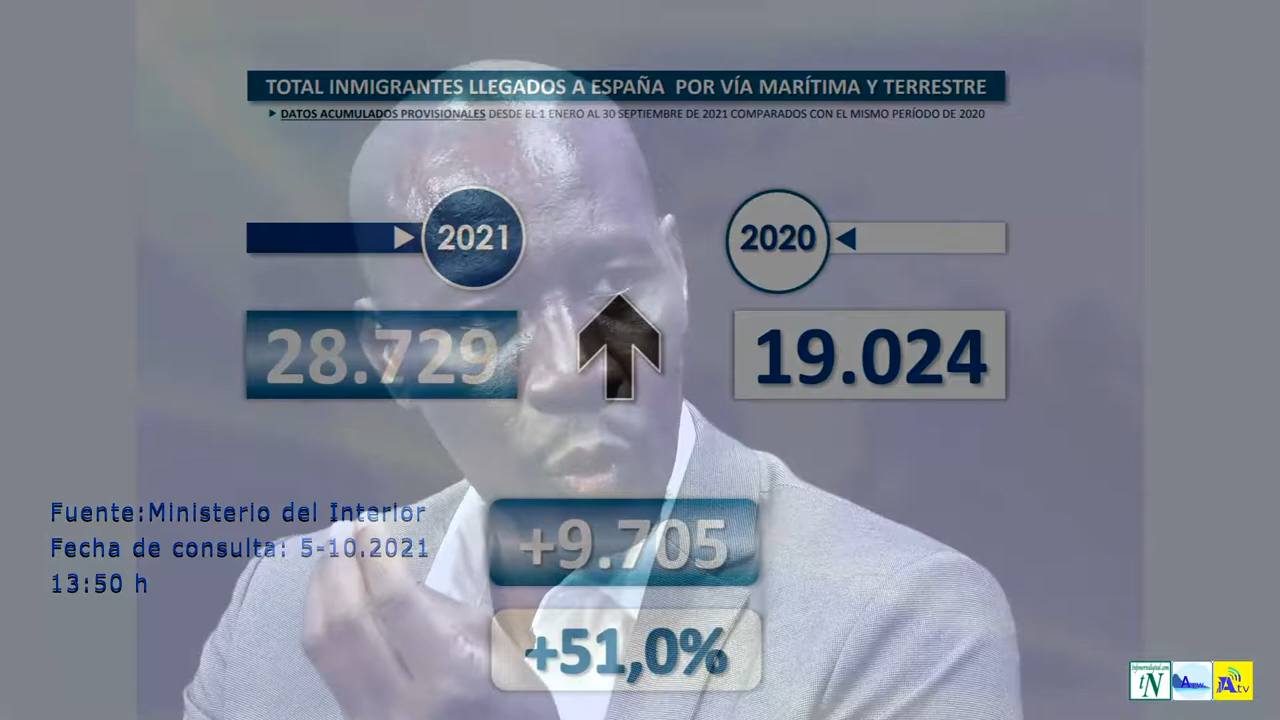 TOTAL INMIGRANTES LLEGADOS A ESPAÑA POR VÍA MARÍTIMA Y TERRESTRE
DATOS ACUMULADOS PROVISIONALES DESDE EL 1 ENERO AL 30 SEPTIEMBRE DE 2021 COMPARADOS CON EL MISMO PERÍODO DE 2020
2021
2020
28.729
19.024
Fuente:Ministerio del Interior
Fecha de consulta: 5-10.2021
13:50 h
+9.705
+51,0%
tN
Atv